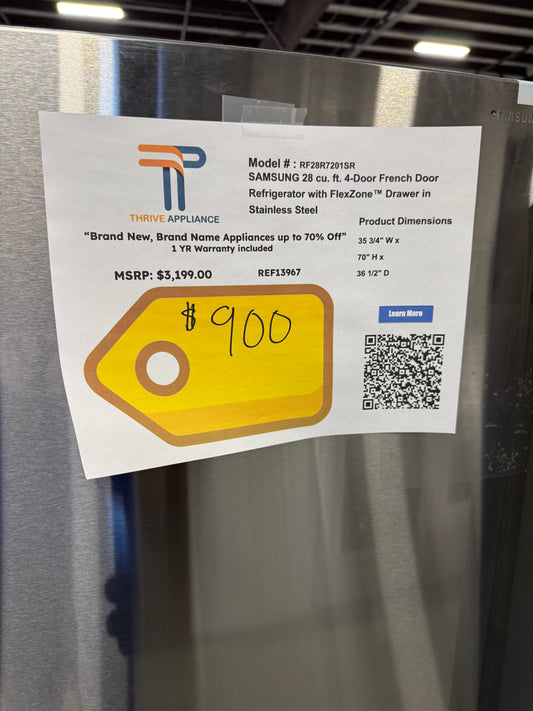 SAMSUNG
THRIVE APPLIANCE
Model # : RF28R7201SR
SAMSUNG 28 cu. ft. 4-Door French Door
Refrigerator with FlexZone™ Drawer in
Stainless Steel
"Brand New, Brand Name Appliances up to 70% Off"
1 YR Warranty included
MSRP: $3,199.00
REF13967
Product Dimensions
35 3/4" W x
70" H x
36 1/2" D
$900
Learn More